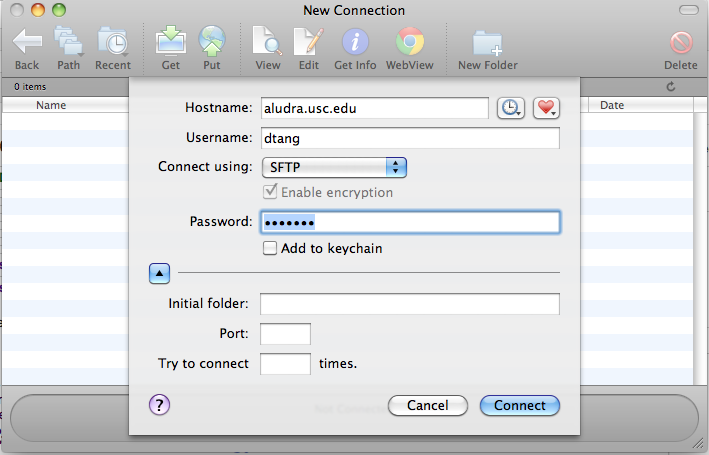 New Connection
Back Path Recent Get Put View Edit Get Info WebView New Folder Delete
0 items
Name Date
Hostname: aludra.usc.edu
Username: dtang
Connect using: SFTP
Enable encryption
Password: •••••••
Add to keychain
Initial folder:
Port:
Try to connect times.
? Cancel Connect